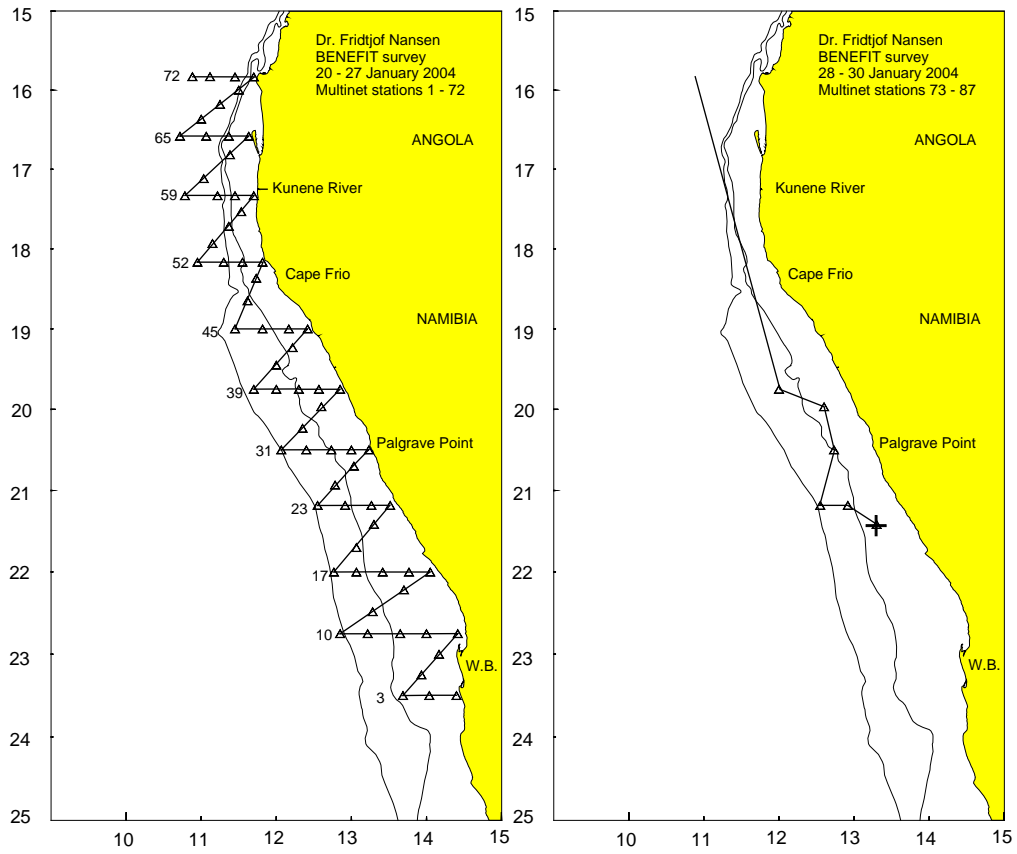 15
16
17
18
19
20
21
22
23
24
25
10
11
12
13
14
15
Dr. Fridtjof Nansen
BENEFIT survey
20 - 27 January 2004
Multinet stations 1 - 72
72
65
59
52
45
39
31
23
17
10
3
ANGOLA
Kunene River
Cape Frio
NAMIBIA
Palgrave Point
W.B.
15
16
17
18
19
20
21
22
23
24
25
10
11
12
13
14
15
Dr. Fridtjof Nansen
BENEFIT survey
28 - 30 January 2004
Multinet stations 73 - 87
ANGOLA
Kunene River
Cape Frio
NAMIBIA
Palgrave Point
W.B.